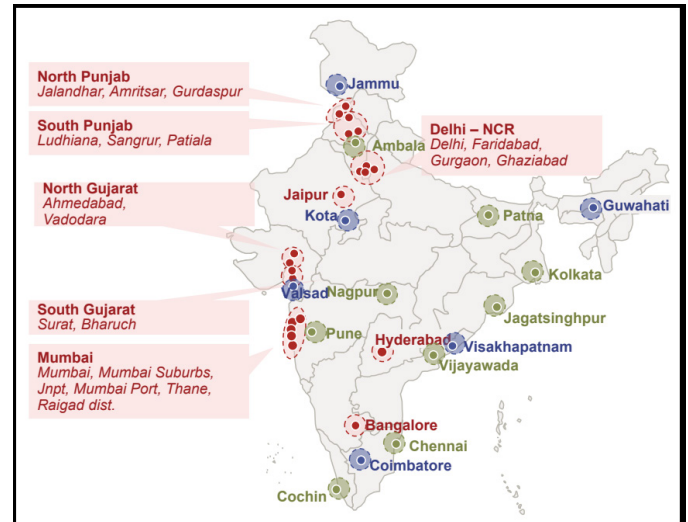 North Punjab
Jalandhar, Amritsar, Gurdaspur
Jammu
South Punjab
Ludhiana, Sangrur, Patiala
Delhi – NCR
Delhi, Faridabad,
Gurgaon, Ghaziabad
Ambala
North Gujarat
Ahmedabad,
Vadodara
Jaipur
Kota
Patna
Guwahati
Kolkata
Valsad
Nagpur
South Gujarat
Surat, Bharuch
Jagatsinghpur
Pune
Hyderabad
Visakhapatnam
Vijayawada
Mumbai
Mumbai, Mumbai Suburbs,
Jnpt, Mumbai Port, Thane,
Raigad dist.
Bangalore
Chennai
Coimbatore
Cochin